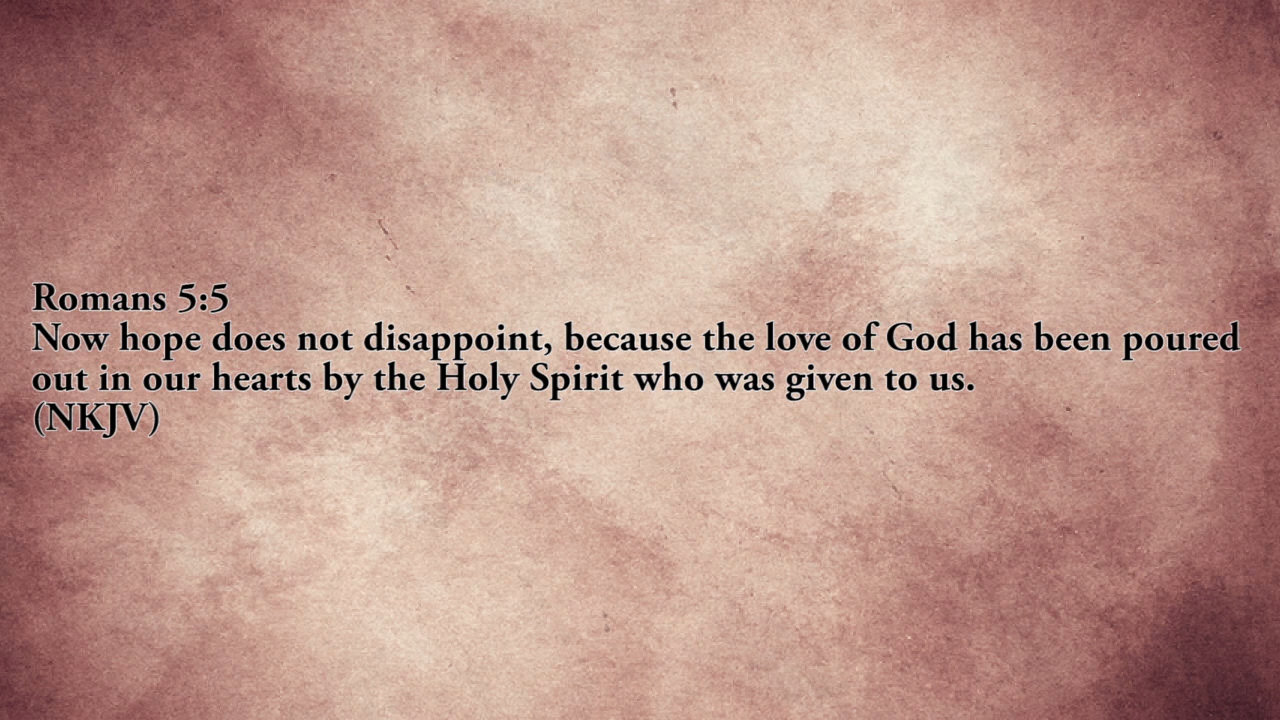 Romans 5:5
Now hope does not disappoint, because the love of God has been poured
out in our hearts by the Holy Spirit who was given to us.
(NKJV)